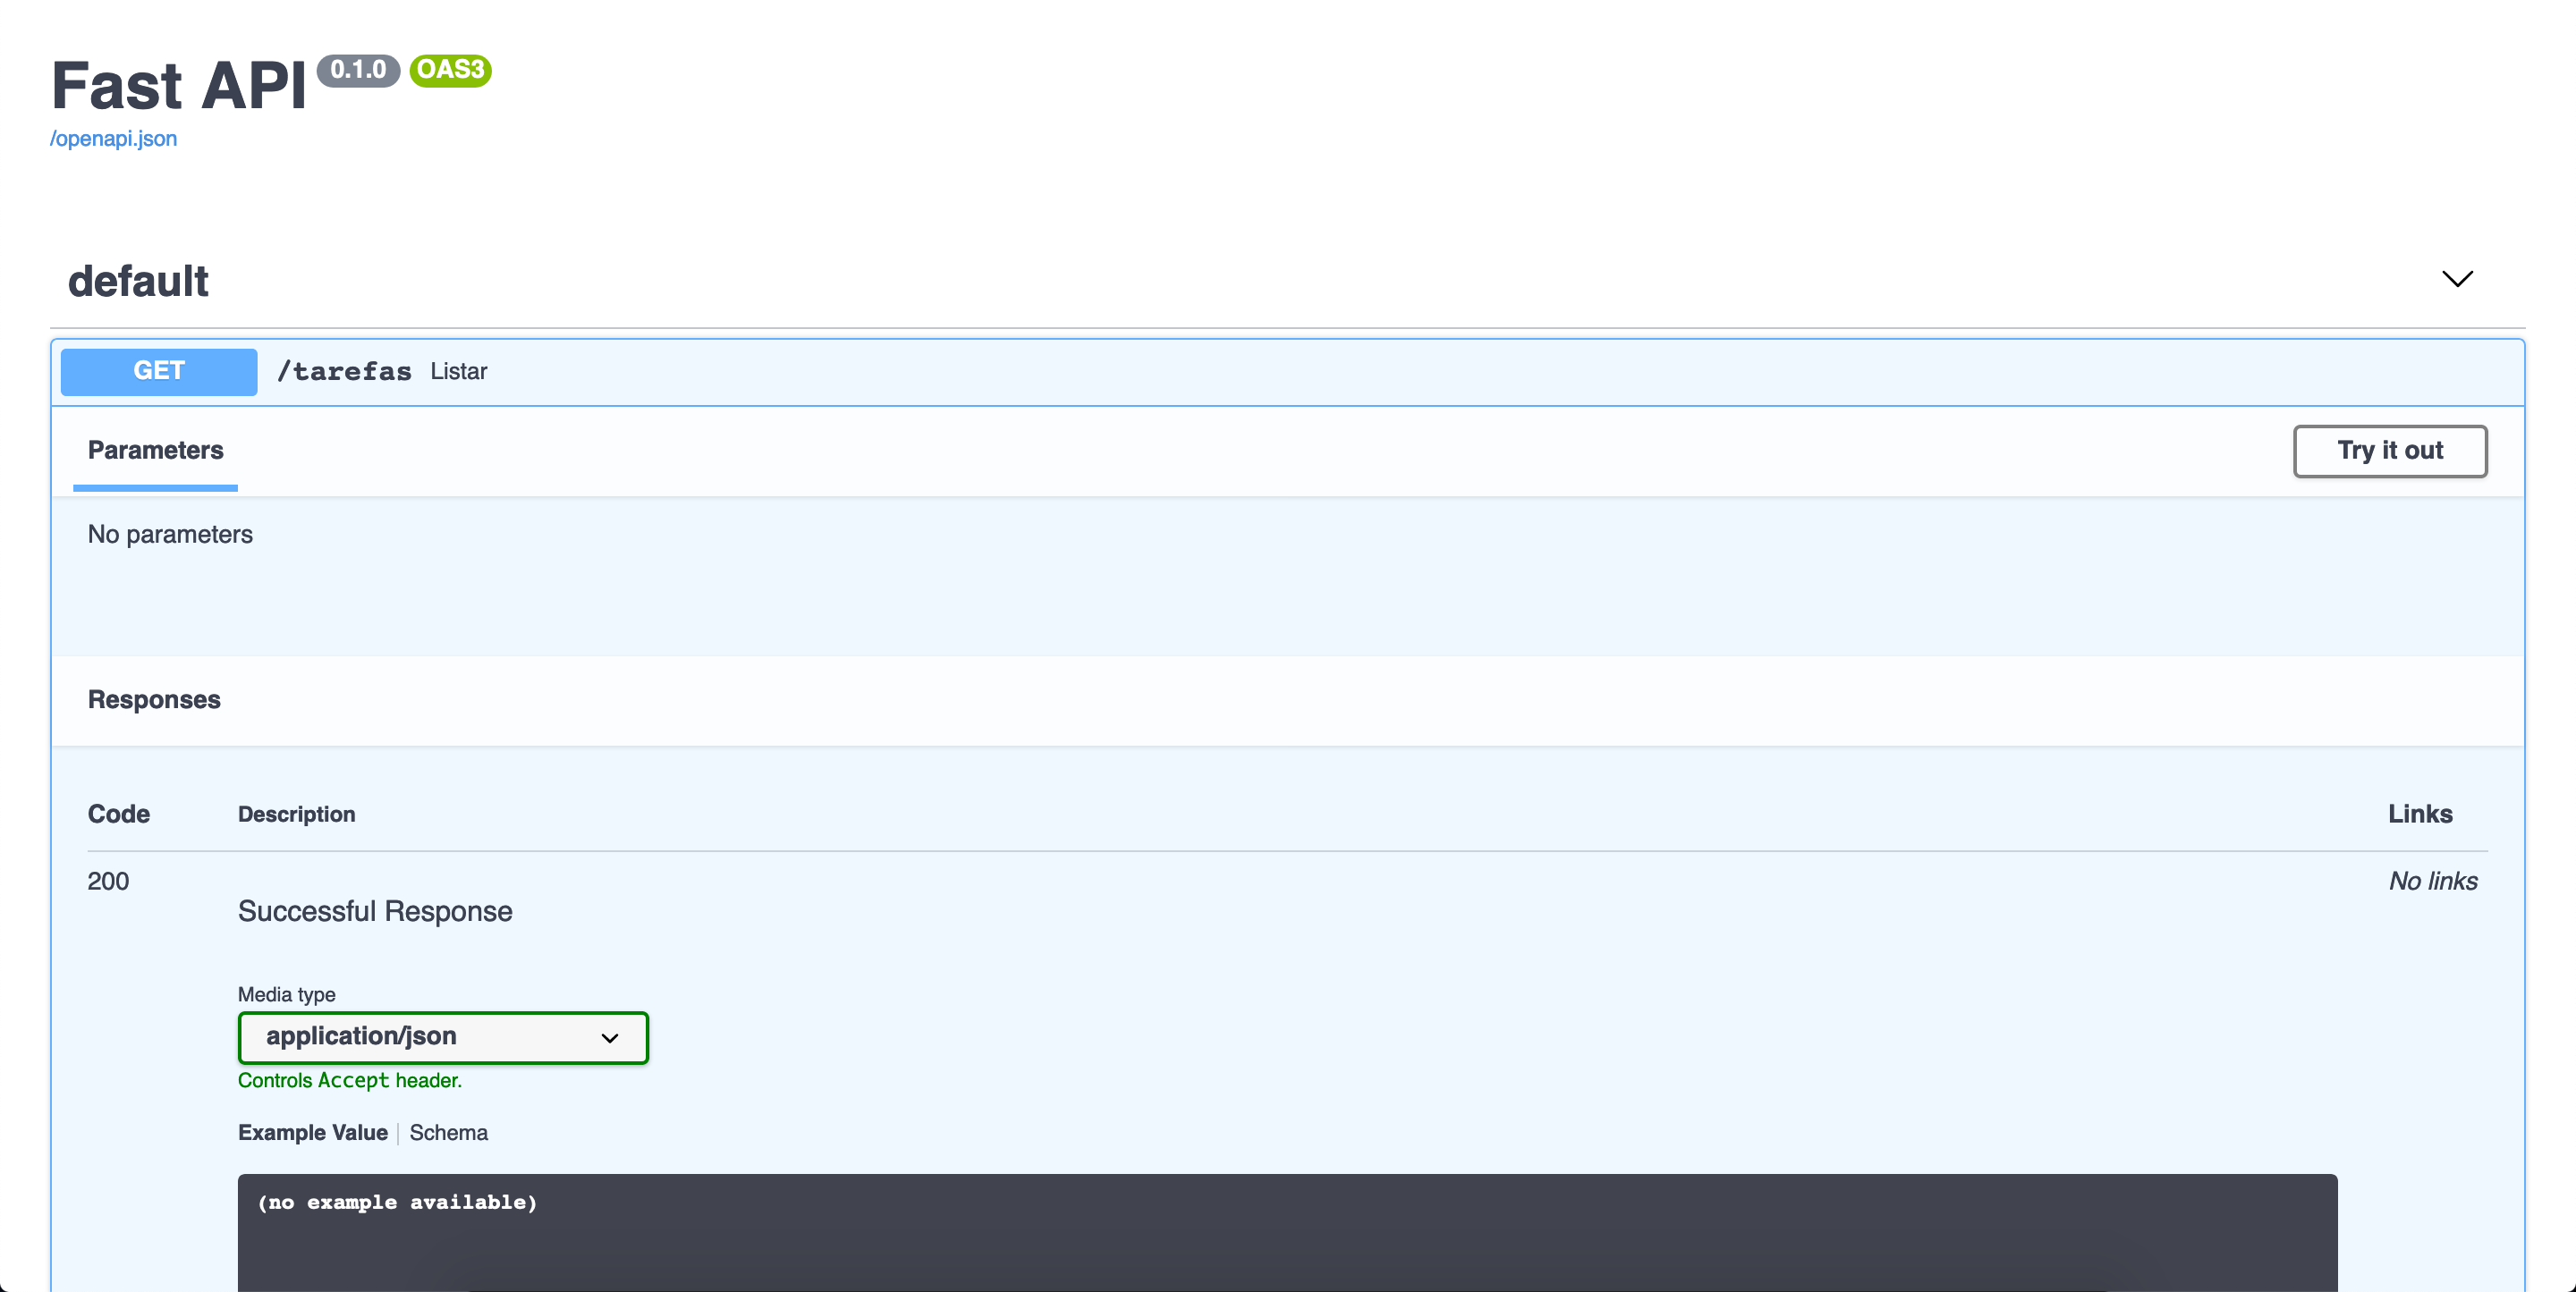 Fast API 0.1.0 OAS3
/openapi.json
default
GET /tarefas Listar
Parameters Try it out
No parameters
Responses
Code Description Links
200 No links
Successful Response
Media type
application/json
Controls Accept header.
Example Value Schema
(no example available)